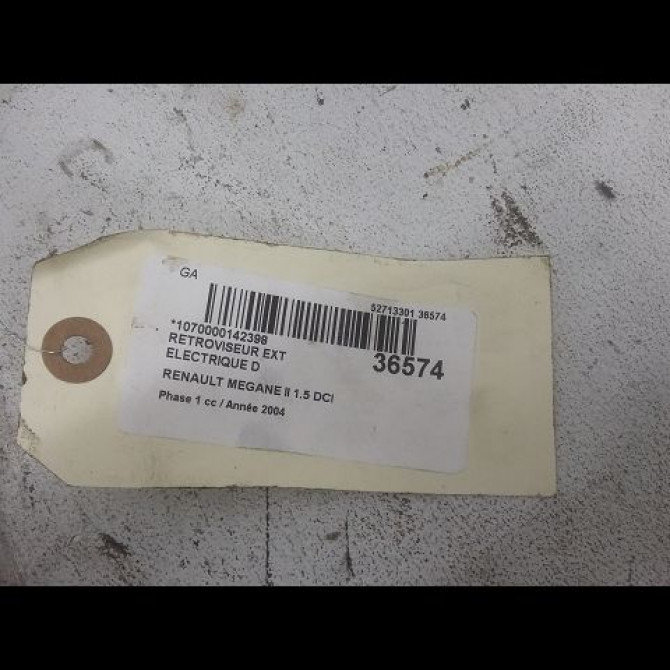 GA
52713301 36574
*1070000142398
RETROVISEUR EXT
ELECTRIQUE D
36574
RENAULT MEGANE II 1.5 DCI
Phase 1 cc / Année 2004